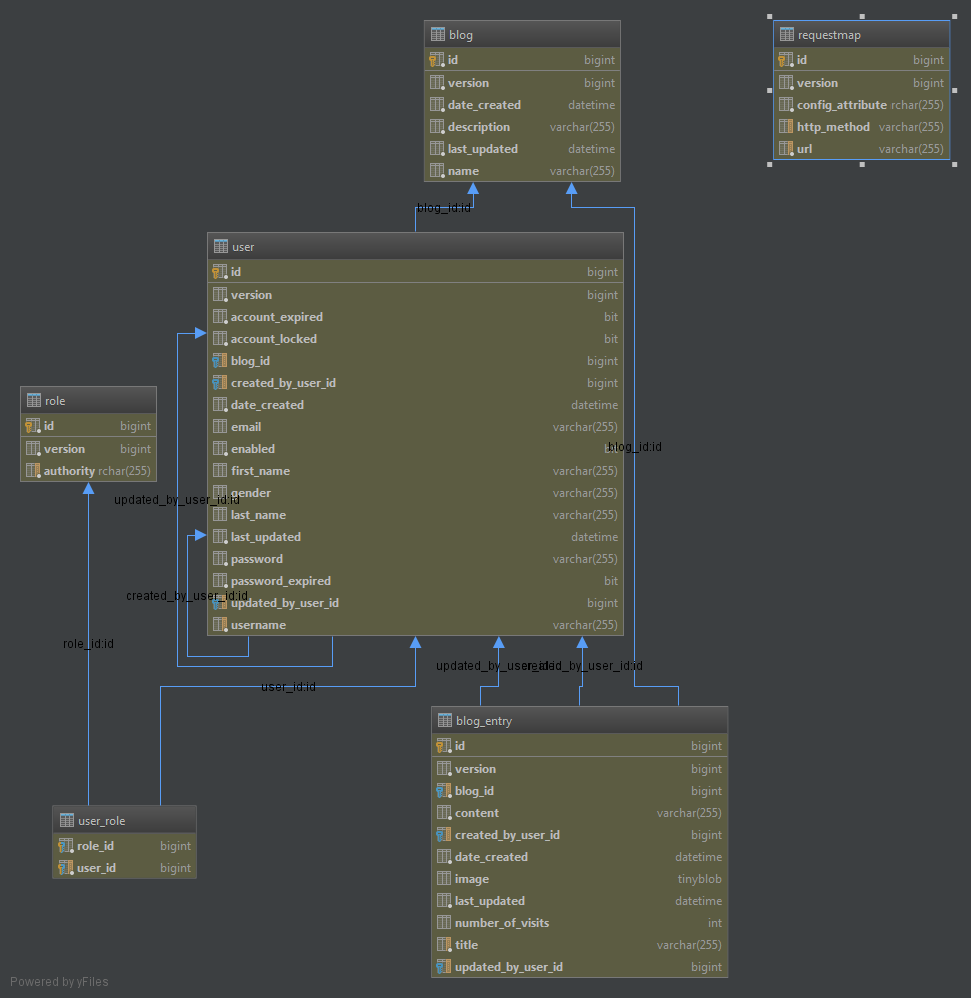 blog
id bigint
version bigint
date_created datetime
description varchar(255)
last_updated datetime
name varchar(255)
requestmap
id bigint
version bigint
config_attribute rchar(255)
http_method varchar(255)
url varchar(255)
blog_id:id
user
id bigint
version bigint
account_expired bit
account_locked bit
blog_id bigint
created_by_user_id bigint
date_created datetime
email varchar(255)
enabled
blog_id:id
first_name varchar(255)
gender varchar(255)
last_name varchar(255)
last_updated datetime
password varchar(255)
password_expired bit
updated_by_user_id bigint
username varchar(255)
role
id bigint
version bigint
authority rchar(255)
updated_by_user_id:id
created_by_user_id:id
role_id:id
user_id:id
updated_by_user_id:id
created_by_user_id:id
blog_entry
id bigint
version bigint
blog_id bigint
content varchar(255)
created_by_user_id bigint
date_created datetime
image tinyblob
last_updated datetime
number_of_visits int
title varchar(255)
updated_by_user_id bigint
user_role
role_id bigint
user_id bigint
Powered by yFiles